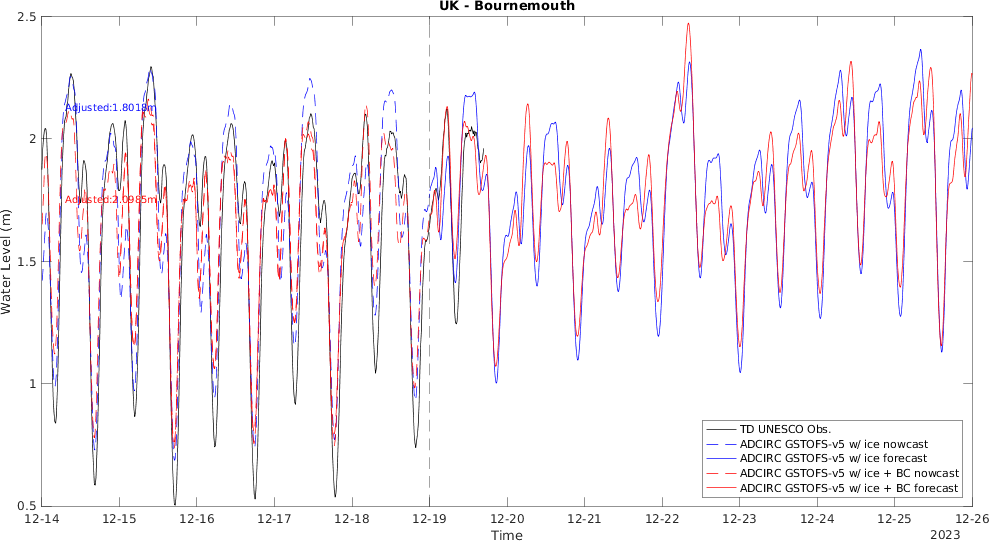 UK - Bournemouth
2.5
2
1.5
1
0.5
Water Level (m)
Adjusted:1.8018m
Adjusted:2.0985m
TD UNESCO Obs.
ADCIRC GSTOFS-v5 w/ ice nowcast
ADCIRC GSTOFS-v5 w/ ice forecast
ADCIRC GSTOFS-v5 w/ ice + BC nowcast
ADCIRC GSTOFS-v5 w/ ice + BC forecast
12-14 12-15 12-16 12-17 12-18 12-19 12-20 12-21 12-22 12-23 12-24 12-25 12-26
Time
2023